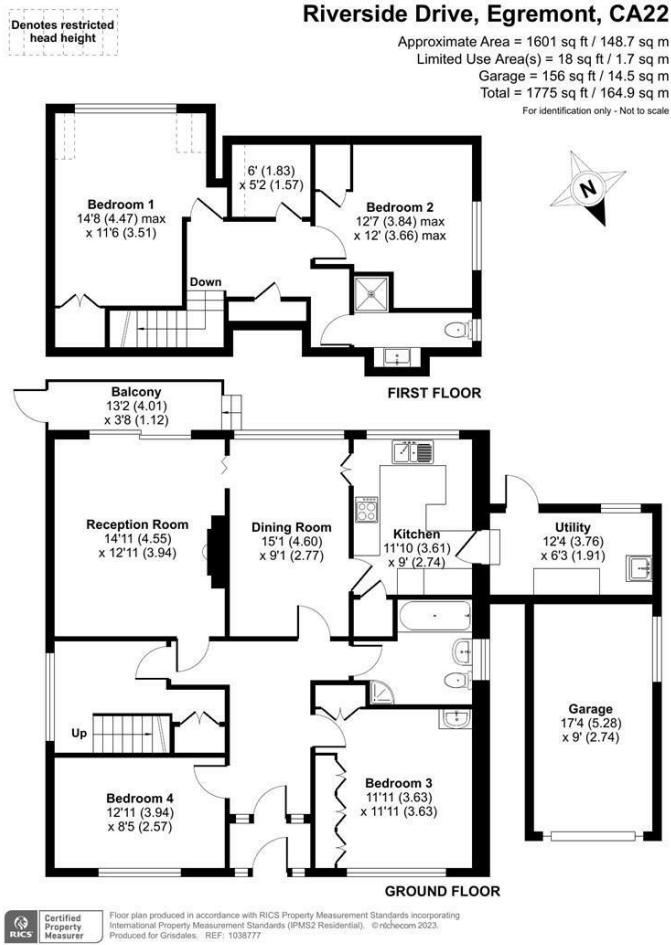 Riverside Drive, Egremont, CA22
Denotes restricted
head height
Approximate Area = 1601 sq ft / 148.7 sq m
Limited Use Area(s) = 18 sq ft / 1.7 sq m
Garage = 156 sq ft / 14.5 sq m
Total = 1775 sq ft / 164.9 sq m
For identification only - Not to scale
N
Bedroom 1
14'8 (4.47) max
x 11'6 (3.51)
6' (1.83)
x 5'2 (1.57)
Bedroom 2
12'7 (3.84) max
x 12' (3.66) max
Down
FIRST FLOOR
Balcony
13'2 (4.01)
x 3'8 (1.12)
Reception Room
14'11 (4.55)
x 12'11 (3.94)
Dining Room
15'1 (4.60)
x 9'1 (2.77)
Kitchen
11'10 (3.61)
x 9' (2.74)
Utility
12'4 (3.76)
x 6'3 (1.91)
Up
Garage
17'4 (5.28)
x 9' (2.74)
Bedroom 4
12'11 (3.94)
x 8'5 (2.57)
Bedroom 3
11'11 (3.63)
x 11'11 (3.63)
GROUND FLOOR
RICS
Certified
Property
Measurer
Floor plan produced in accordance with RICS Property Measurement Standards incorporating
International Property Measurement Standards (IPMS2 Residential). ©nichecom 2023.
Produced for Grisdales. REF: 1038777